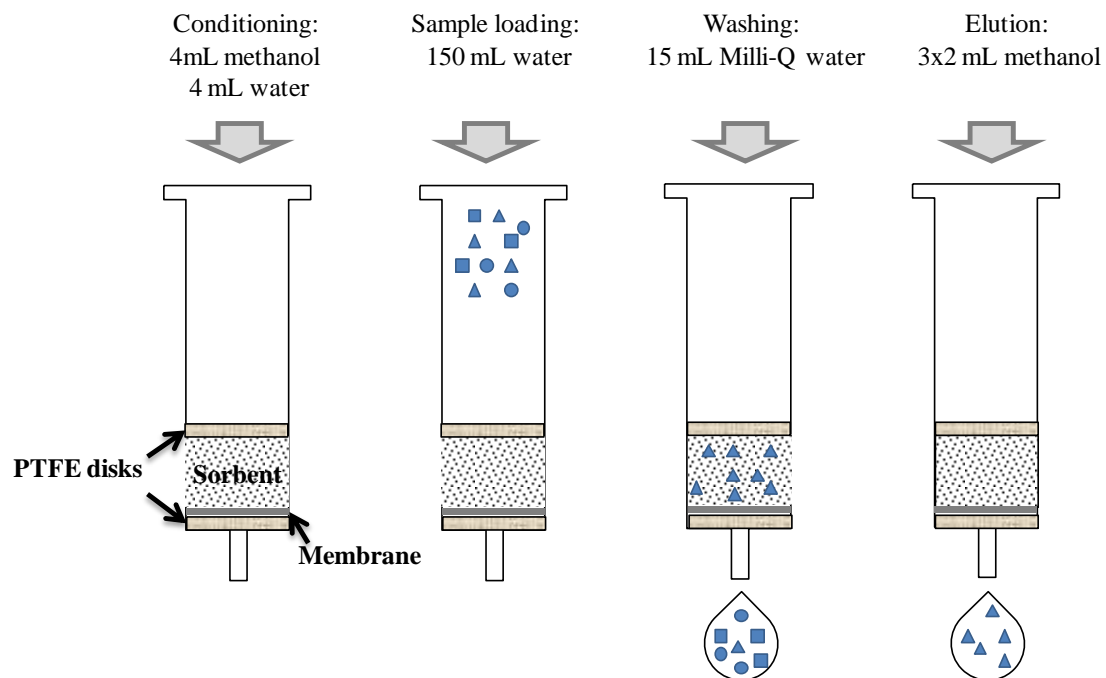 Conditioning:
4mL methanol
4 mL water
Sample loading:
150 mL water
Washing:
15 mL Milli-Q water
Elution:
3x2 mL methanol
PTFE disks
Sorbent
Membrane